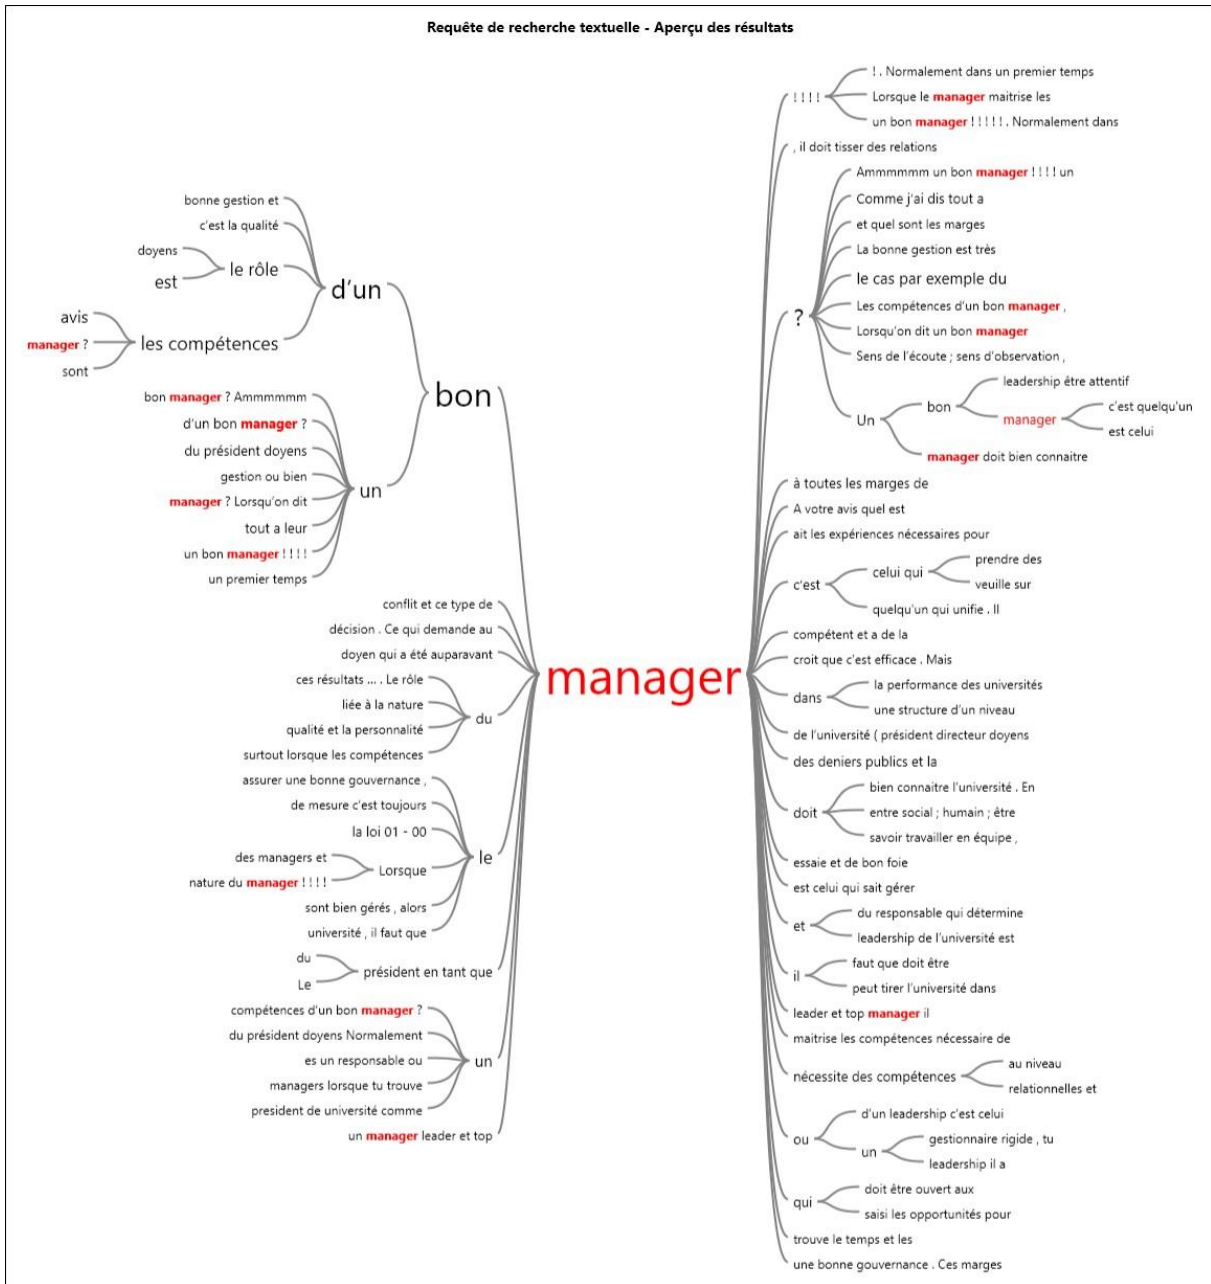 Requête de recherche textuelle - Aperçu des résultats
bonne gestion et
c'est la qualité
doyens
est
le rôle
avis
manager ?
sont
les compétences
d'un
bon manager ? Ammmmmm
d'un bon manager ?
du président doyens
gestion ou bien
manager ? Lorsqu'on dit
tout a leur
un bon manager ! ! ! !
un premier temps
un
bon
conflit et ce type de
décision . Ce qui demande au
doyen qui a été auparavant
ces résultats ... . Le rôle
liée à la nature
qualité et la personnalité
surtout lorsque les compétences
du
assurer une bonne gouvernance ,
de mesure c'est toujours
la loi 01 - 00
des managers et
nature du manager ! ! ! !
Lorsque
sont bien gérés , alors
université , il faut que
le
du
Le
président en tant que
compétences d'un bon manager ?
du président doyens Normalement
es un responsable ou
managers lorsque tu trouve
president de université comme
un
un manager leader et top
manager
! ! ! !
! . Normalement dans un premier temps
Lorsque le manager maitrise les
un bon manager ! ! ! ! ! . Normalement dans
, il doit tisser des relations
?
Ammmmmm un bon manager ! ! ! ! un
Comme j'ai dis tout a
et quel sont les marges
La bonne gestion est très
le cas par exemple du
Les compétences d'un bon manager ,
Lorsqu'on dit un bon manager
Sens de l'écoute ; sens d'observation ,
Un
bon
leadership être attentif
manager
c'est quelqu'un
est celui
manager doit bien connaitre
à toutes les marges de
A votre avis quel est
ait les expériences nécessaires pour
c'est
celui qui
prendre des
veuille sur
quelqu'un qui unifie . Il
compétent et a de la
croit que c'est efficace . Mais
dans
la performance des universités
une structure d'un niveau
de l'université ( président directeur doyens
des deniers publics et la
doit
bien connaitre l'université . En
entre social ; humain ; être
savoir travailler en équipe ,
essaie et de bon foie
est celui qui sait gérer
et
du responsable qui détermine
leadership de l'université est
il
faut que doit être
peut tirer l'université dans
leader et top manager il
maitrise les compétences nécessaire de
nécessite des compétences
au niveau
relationnelles et
ou
d'un leadership c'est celui
un
gestionnaire rigide , tu
leadership il a
qui
doit être ouvert aux
saisi les opportunités pour
trouve le temps et les
une bonne gouvernance . Ces marges